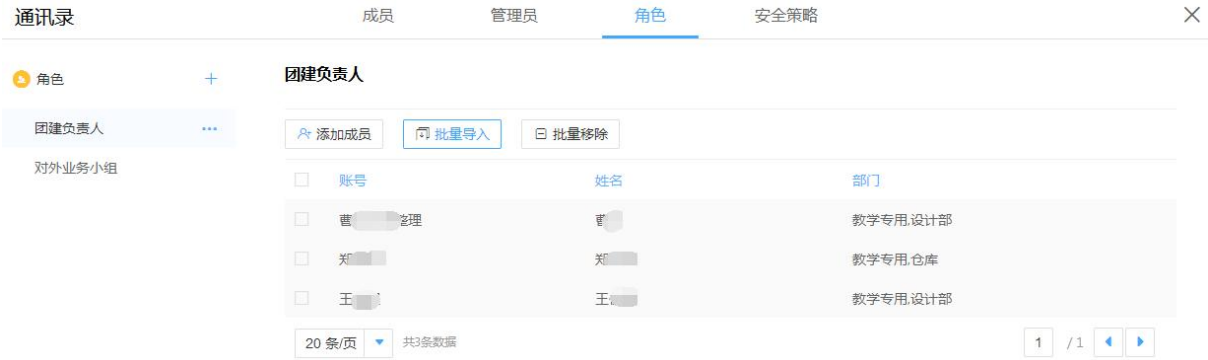 通讯录 成员 管理员 角色 安全策略
角色
团建负责人
对外业务小组
团建负责人
添加成员 批量导入 批量移除
账号 姓名 部门
曹 整理 曹 教学专用,设计部
郑 郑 教学专用,仓库
王 王 教学专用,设计部
20 条/页 共3条数据 1 /1